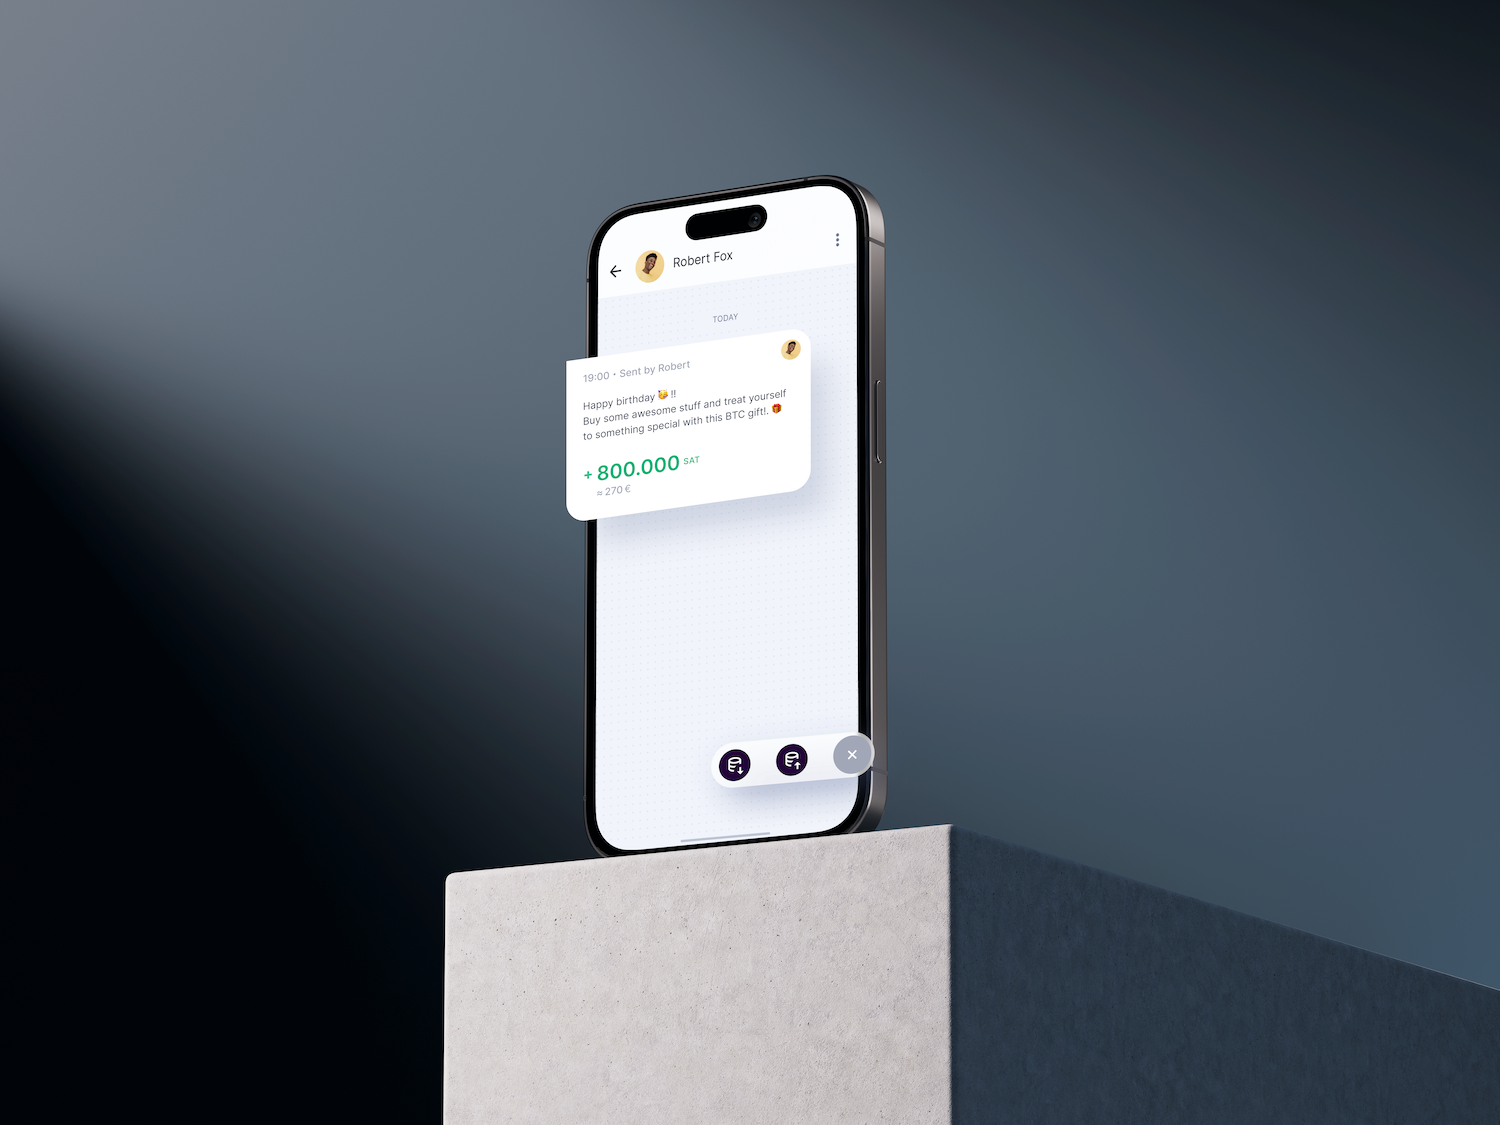 Robert Fox
TODAY
19:00 • Sent by Robert
Happy birthday 🥳 !!
Buy some awesome stuff and treat yourself
to something special with this BTC gift!. 🎁
+ 800.000 SAT
≈ 270 €